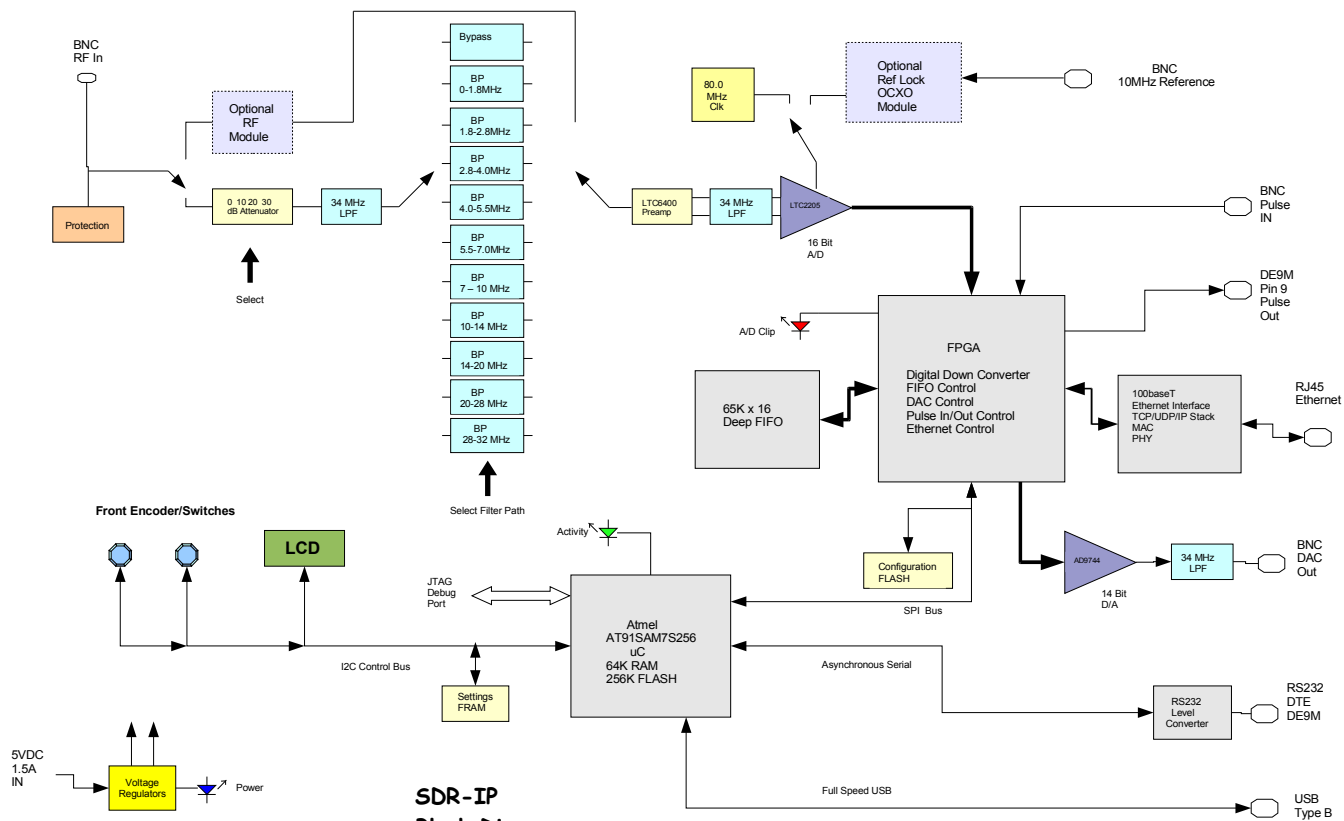 BNC
RF In
Protection
Optional
RF
Module
0 10 20 30
dB Attenuator
34 MHz
LPF
Select
Bypass
BP
0-1.8MHz
BP
1.8-2.8MHz
BP
2.8-4.0MHz
BP
4.0-5.5MHz
BP
5.5-7.0MHz
BP
7 – 10 MHz
BP
10-14 MHz
BP
14-20 MHz
BP
20-28 MHz
BP
28-32 MHz
Select Filter Path
80.0
MHz
Clk
Optional
Ref Lock
OCXO
Module
BNC
10MHz Reference
LTC6400
Preamp
34 MHz
LPF
LTC2205
16 Bit
A/D
BNC
Pulse
IN
DE9M
Pin 9
Pulse
Out
A/D Clip
FPGA
Digital Down Converter
FIFO Control
DAC Control
Pulse In/Out Control
Ethernet Control
65K x 16
Deep FIFO
100baseT
Ethernet Interface
TCP/UDP/IP Stack
MAC
PHY
RJ45
Ethernet
Front Encoder/Switches
LCD
Activity
JTAG
Debug
Port
Configuration
FLASH
SPI Bus
AD9744
14 Bit
D/A
34 MHz
LPF
BNC
DAC
Out
Atmel
AT91SAM7S256
uC
64K RAM
256K FLASH
I2C Control Bus
Settings
FRAM
Asynchronous Serial
RS232
Level
Converter
RS232
DTE
DE9M
5VDC
1.5A
IN
Voltage
Regulators
Power
Full Speed USB
USB
Type B
SDR-IP